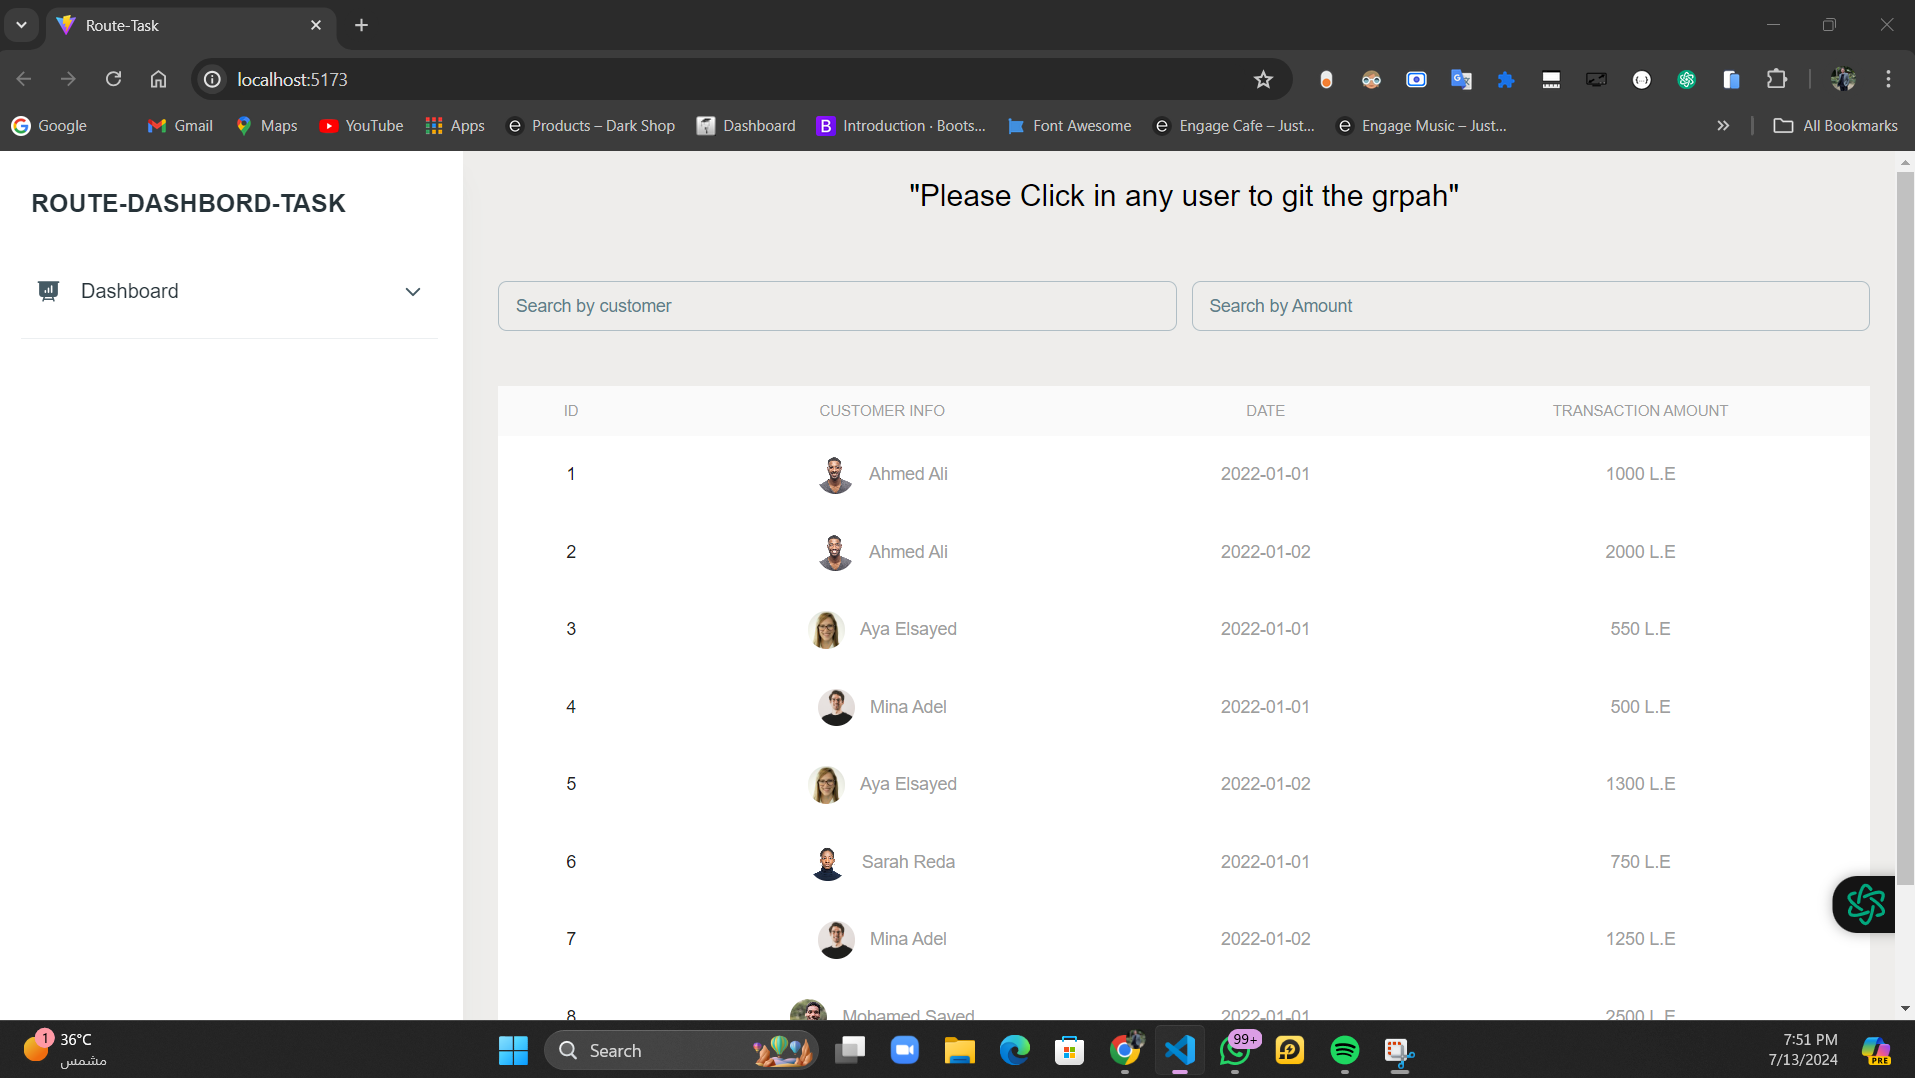 Route-Task
localhost:5173
Google
Gmail
Maps
YouTube
Apps
Products – Dark Shop
Dashboard
Introduction · Boots...
Font Awesome
Engage Cafe – Just...
Engage Music – Just...
All Bookmarks
ROUTE-DASHBORD-TASK
Dashboard
"Please Click in any user to git the grpah"
Search by customer
Search by Amount
ID CUSTOMER INFO DATE TRANSACTION AMOUNT
1 Ahmed Ali 2022-01-01 1000 L.E
2 Ahmed Ali 2022-01-02 2000 L.E
3 Aya Elsayed 2022-01-01 550 L.E
4 Mina Adel 2022-01-01 500 L.E
5 Aya Elsayed 2022-01-02 1300 L.E
6 Sarah Reda 2022-01-01 750 L.E
7 Mina Adel 2022-01-02 1250 L.E
8 Mohamed Sayed 2022-01-01 2500 L.E
1
36°C
مشمس
Search
99+
7:51 PM
7/13/2024
PRE